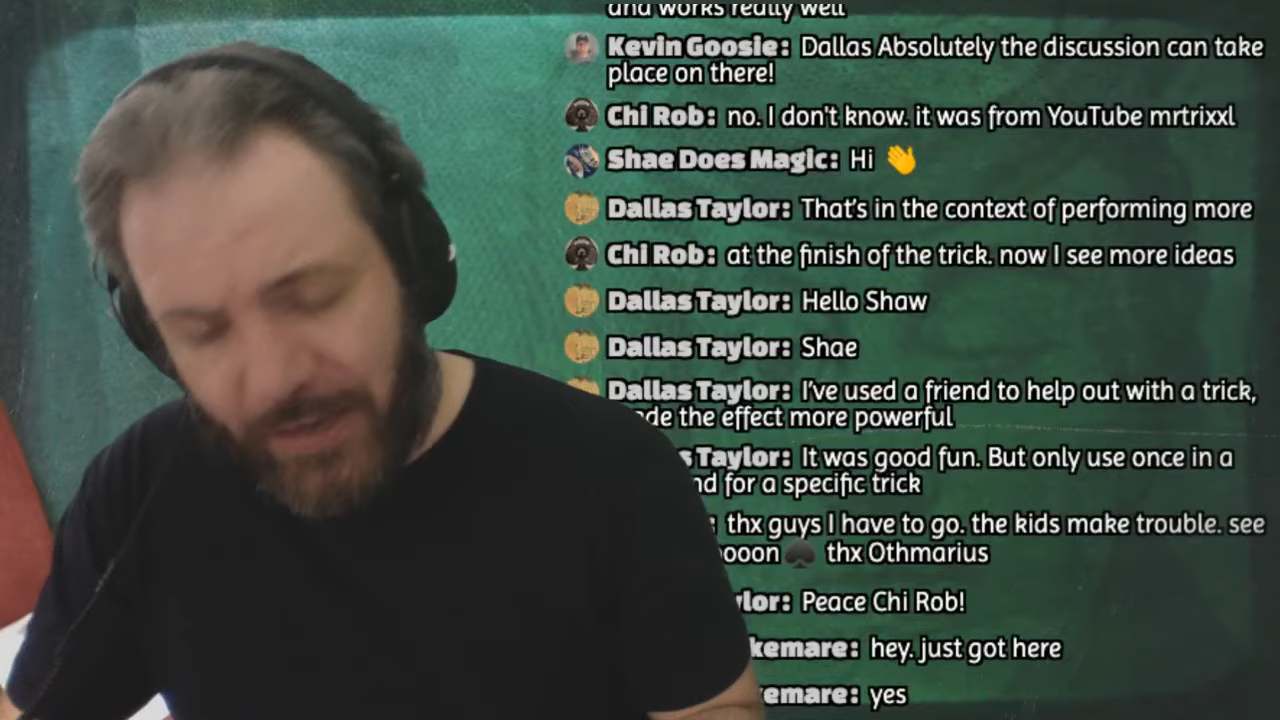 and works really well
Kevin Goosie: Dallas Absolutely the discussion can take
place on there!
Chi Rob: no. I don't know. it was from YouTube mrtrixxl
Shae Does Magic: Hi 👋
Dallas Taylor: That's in the context of performing more
Chi Rob: at the finish of the trick. now I see more ideas
Dallas Taylor: Hello Shaw
Dallas Taylor: Shae
Dallas Taylor: I've used a friend to help out with a trick,
the effect more powerful
Taylor: It was good fun. But only use once in a
for a specific trick
: thx guys I have to go. the kids make trouble. see
♠ thx Othmarius
Peace Chi Rob!
kemare: hey. just got here
emare: yes